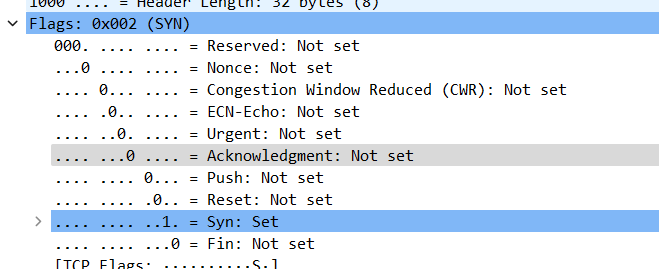 1000 .... = Header Length: 32 bytes (8)
Flags: 0x002 (SYN)
000. .... .... = Reserved: Not set
...0 .... .... = Nonce: Not set
.... 0... .... = Congestion Window Reduced (CWR): Not set
.... .0.. .... = ECN-Echo: Not set
.... ..0. .... = Urgent: Not set
.... ...0 .... = Acknowledgment: Not set
.... .... 0... = Push: Not set
.... .... .0.. = Reset: Not set
.... .... ..1. = Syn: Set
.... .... ...0 = Fin: Not set
[TCP Flags: ··········S·]